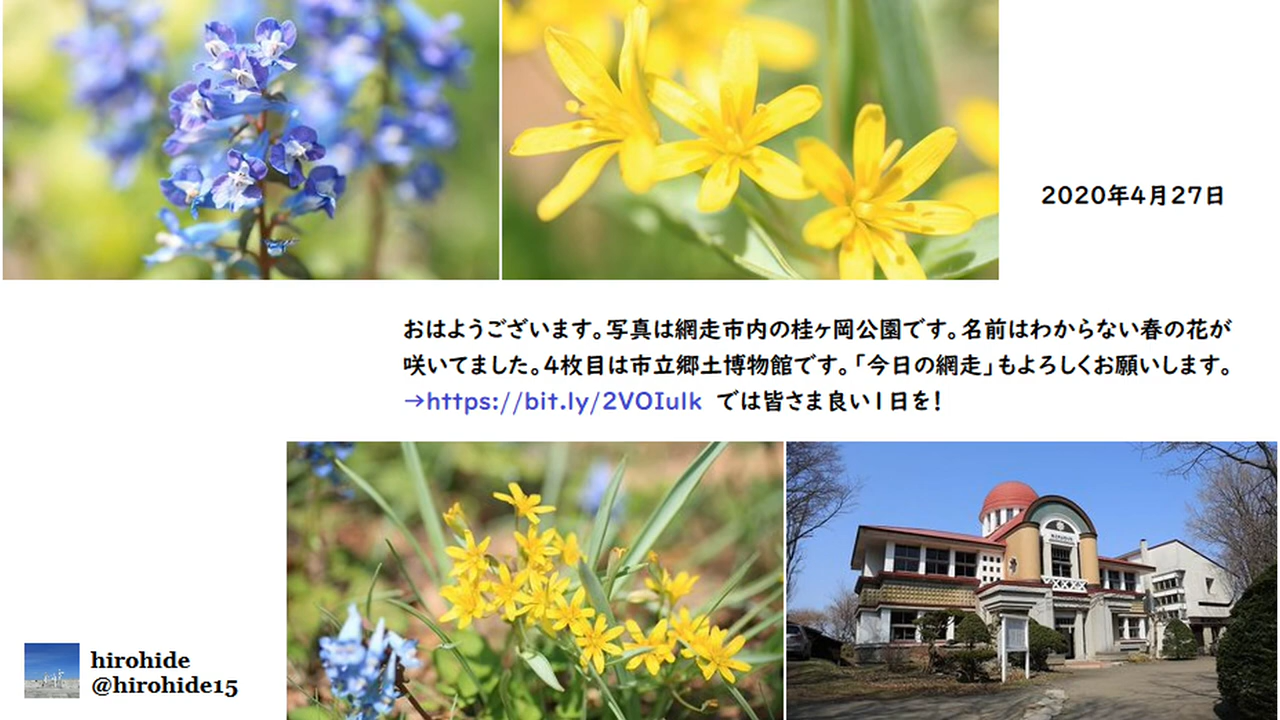 2020年4月27日
おはようございます。写真は網走市内の桂ヶ岡公園です。名前はわからない春の花が
咲いてました。4枚目は市立郷土博物館です。「今日の網走」もよろしくお願いします。
→https://bit.ly/2VOIulk では皆さま良い1日を!
hirohide
@hirohide15